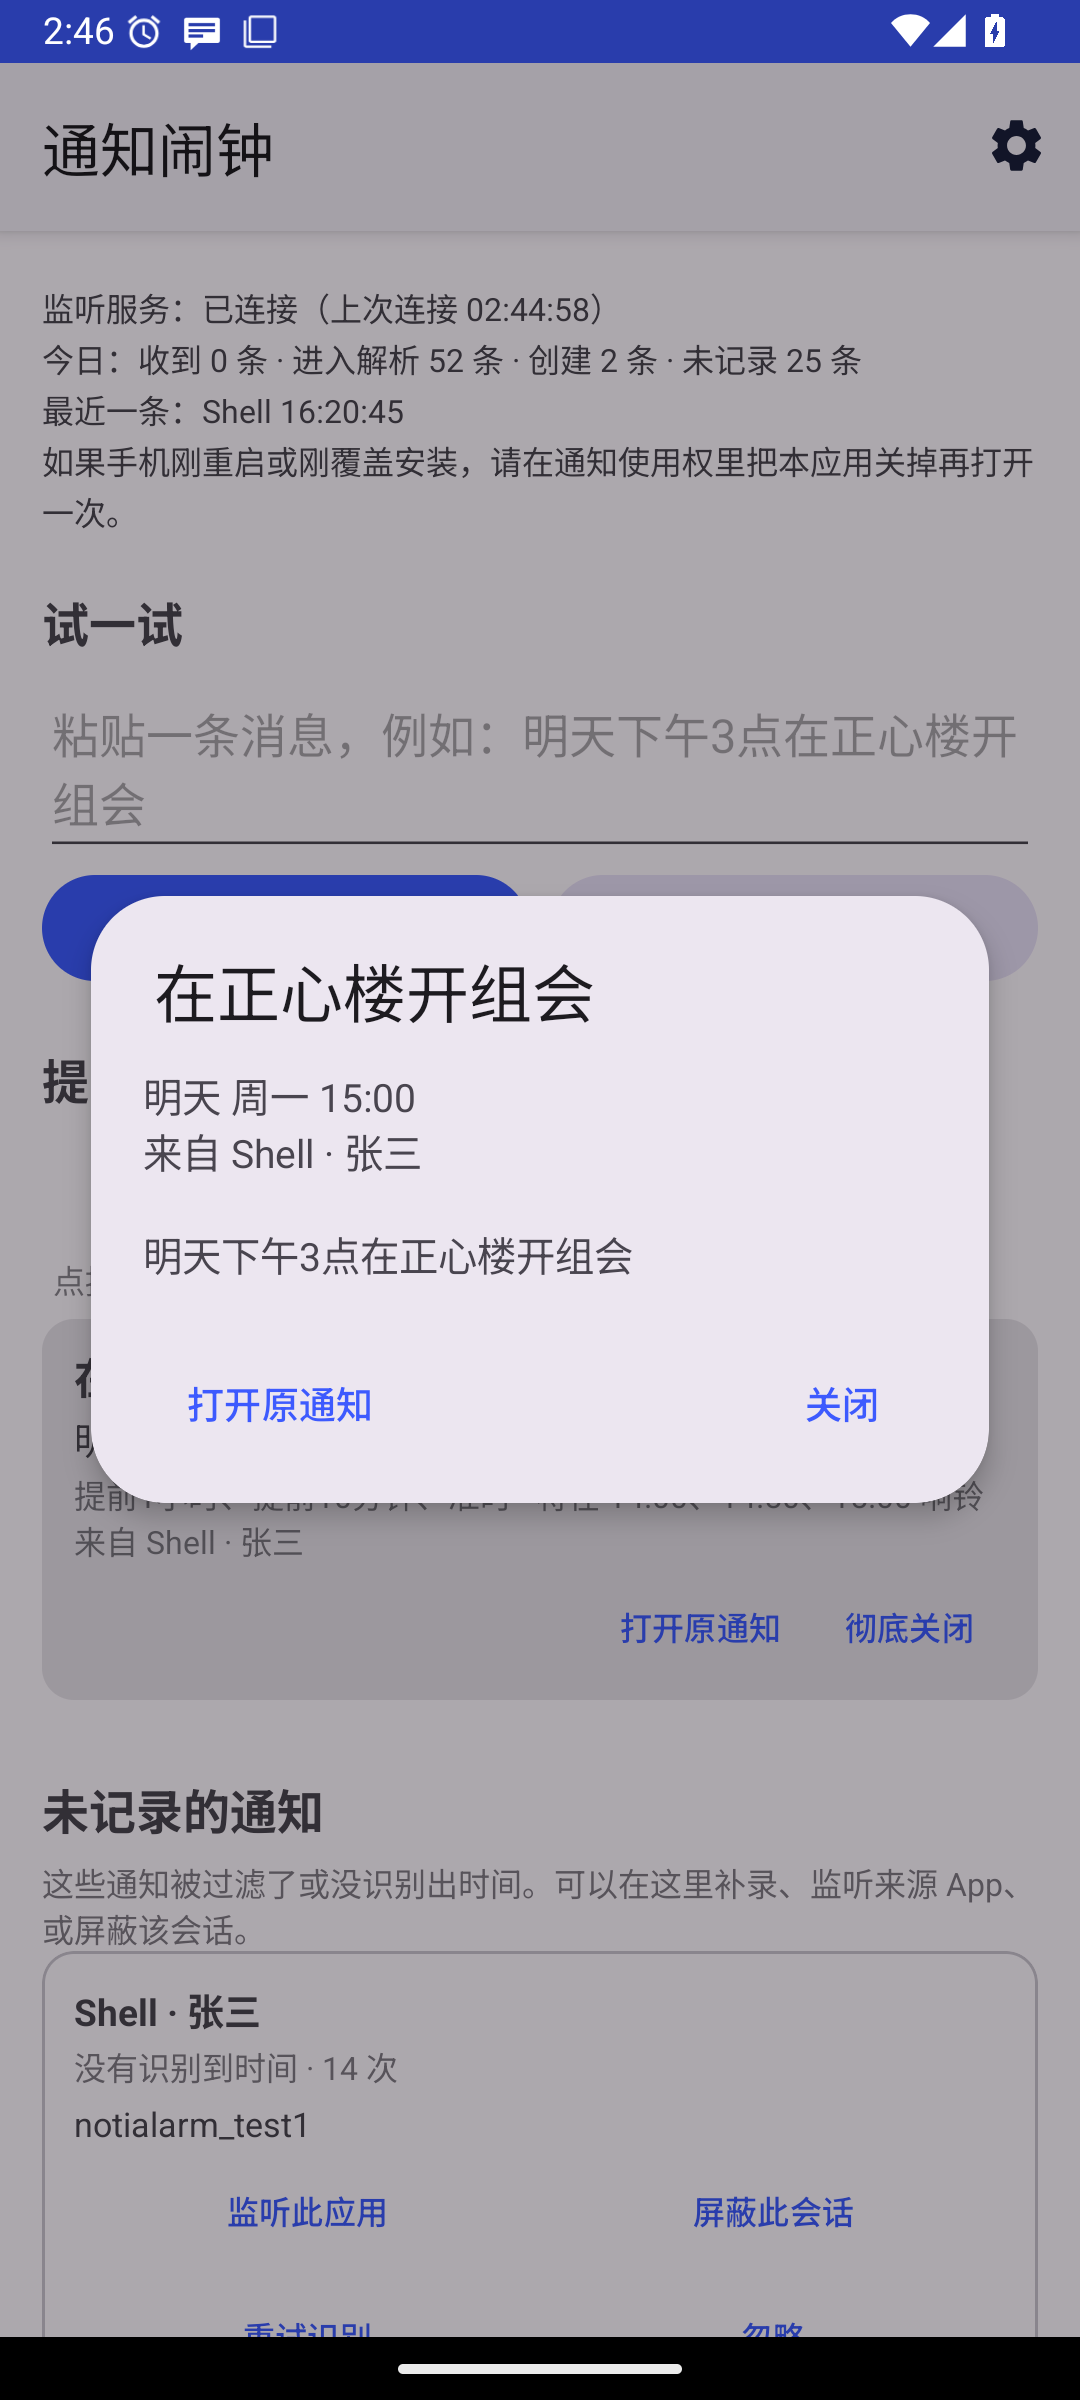 2:46
通知闹钟
监听服务：已连接（上次连接 02:44:58）
今日：收到 0 条 · 进入解析 52 条 · 创建 2 条 · 未记录 25 条
最近一条：Shell 16:20:45
如果手机刚重启或刚覆盖安装，请在通知使用权里把本应用关掉再打开
一次。
试一试
粘贴一条消息，例如：明天下午3点在正心楼开
组会
在正心楼开组会
提
明天 周一 15:00
来自 Shell · 张三
明天下午3点在正心楼开组会
打开原通知
关闭
来自 Shell · 张三
打开原通知
彻底关闭
未记录的通知
这些通知被过滤了或没识别出时间。可以在这里补录、监听来源 App、
或屏蔽该会话。
Shell · 张三
没有识别到时间 · 14 次
notialarm_test1
监听此应用
屏蔽此会话
重试识别
忽略